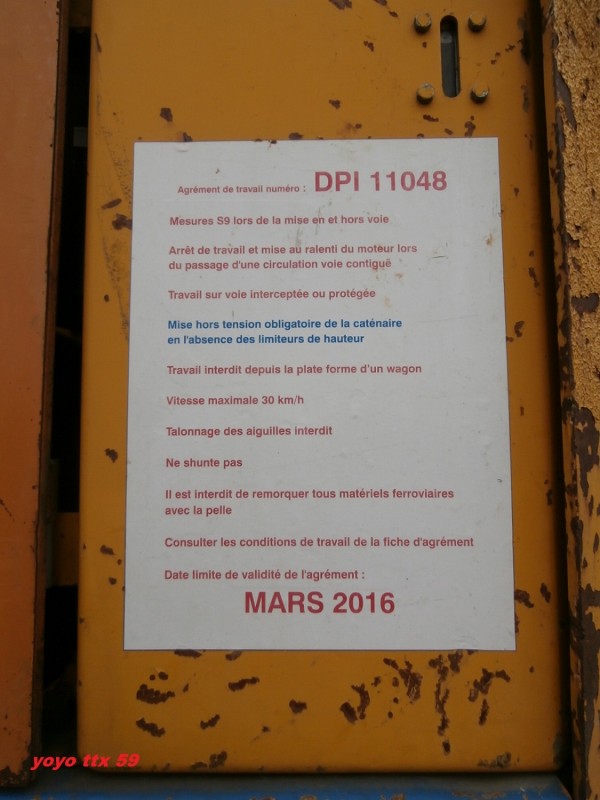 Agrément de travail numéro : DPI 11048
Mesures S9 lors de la mise en et hors voie
Arrêt de travail et mise au ralenti du moteur lors
du passage d'une circulation voie contiguë
Travail sur voie interceptée ou protégée
Mise hors tension obligatoire de la caténaire
en l'absence des limiteurs de hauteur
Travail interdit depuis la plate forme d'un wagon
Vitesse maximale 30 km/h
Talonnage des aiguilles interdit
Ne shunte pas
Il est interdit de remorquer tous matériels ferroviaires
avec la pelle
Consulter les conditions de travail de la fiche d'agrément
Date limite de validité de l'agrément :
MARS 2016
yoyo ttx 59